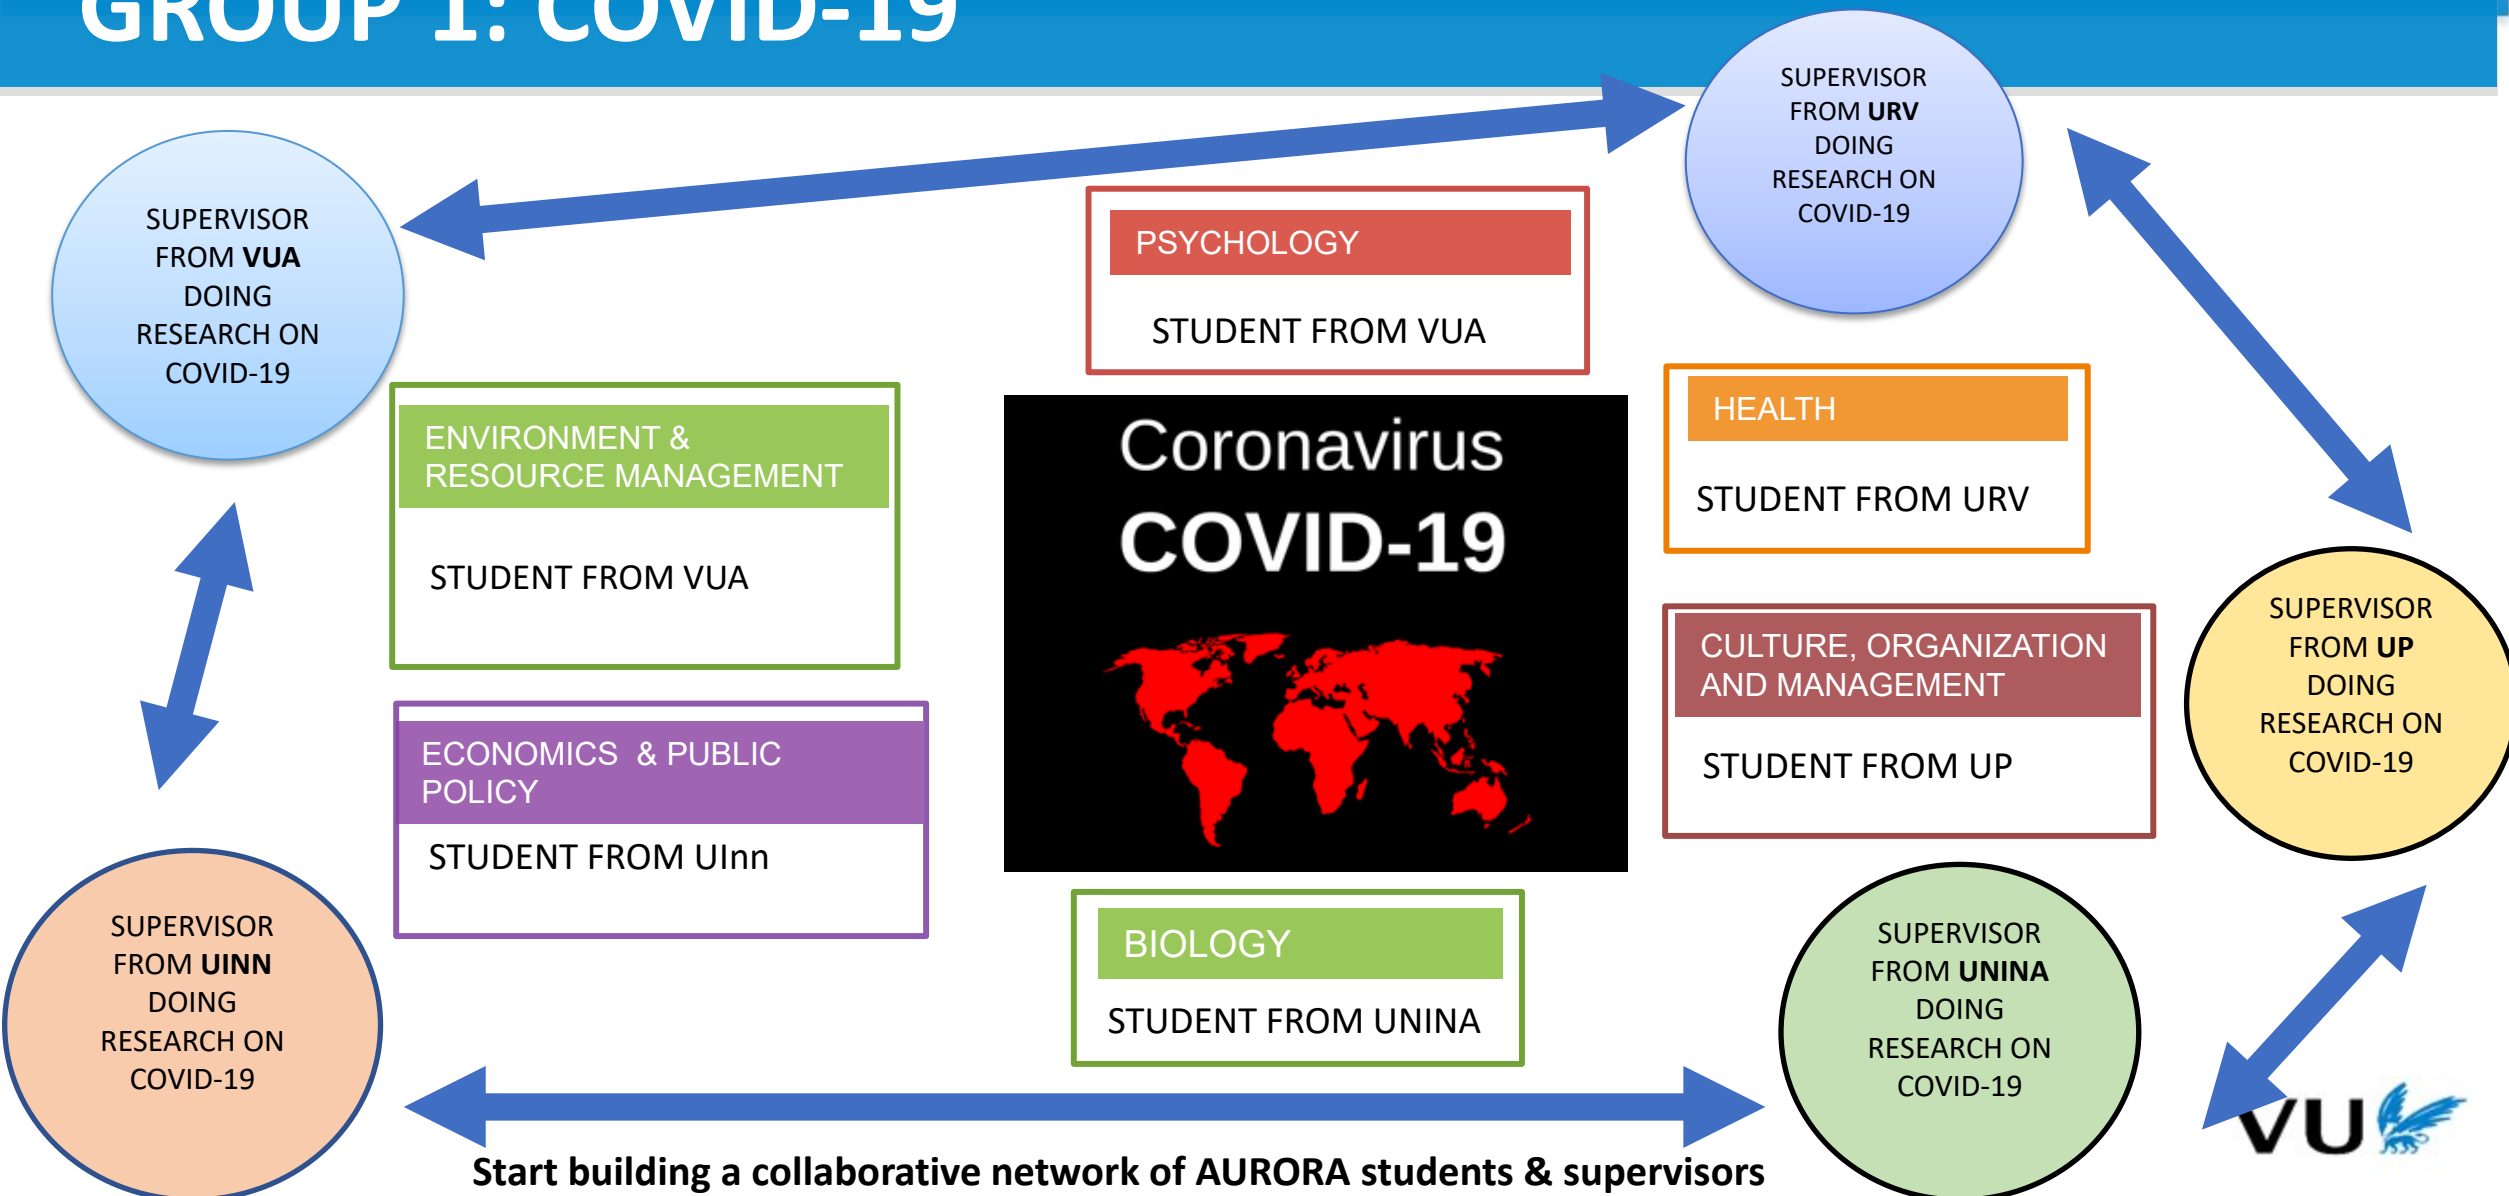 GROUP 1: COVID-19
SUPERVISOR
FROM URV
DOING
RESEARCH ON
COVID-19
SUPERVISOR
FROM VUA
DOING
RESEARCH ON
COVID-19
PSYCHOLOGY
STUDENT FROM VUA
ENVIRONMENT &
RESOURCE MANAGEMENT
STUDENT FROM VUA
Coronavirus
COVID-19
HEALTH
STUDENT FROM URV
SUPERVISOR
FROM UP
DOING
RESEARCH ON
COVID-19
CULTURE, ORGANIZATION
AND MANAGEMENT
STUDENT FROM UP
ECONOMICS  & PUBLIC
POLICY
STUDENT FROM UInn
SUPERVISOR
FROM UINN
DOING
RESEARCH ON
COVID-19
BIOLOGY
STUDENT FROM UNINA
SUPERVISOR
FROM UNINA
DOING
RESEARCH ON
COVID-19
VU
Start building a collaborative network of AURORA students & supervisors